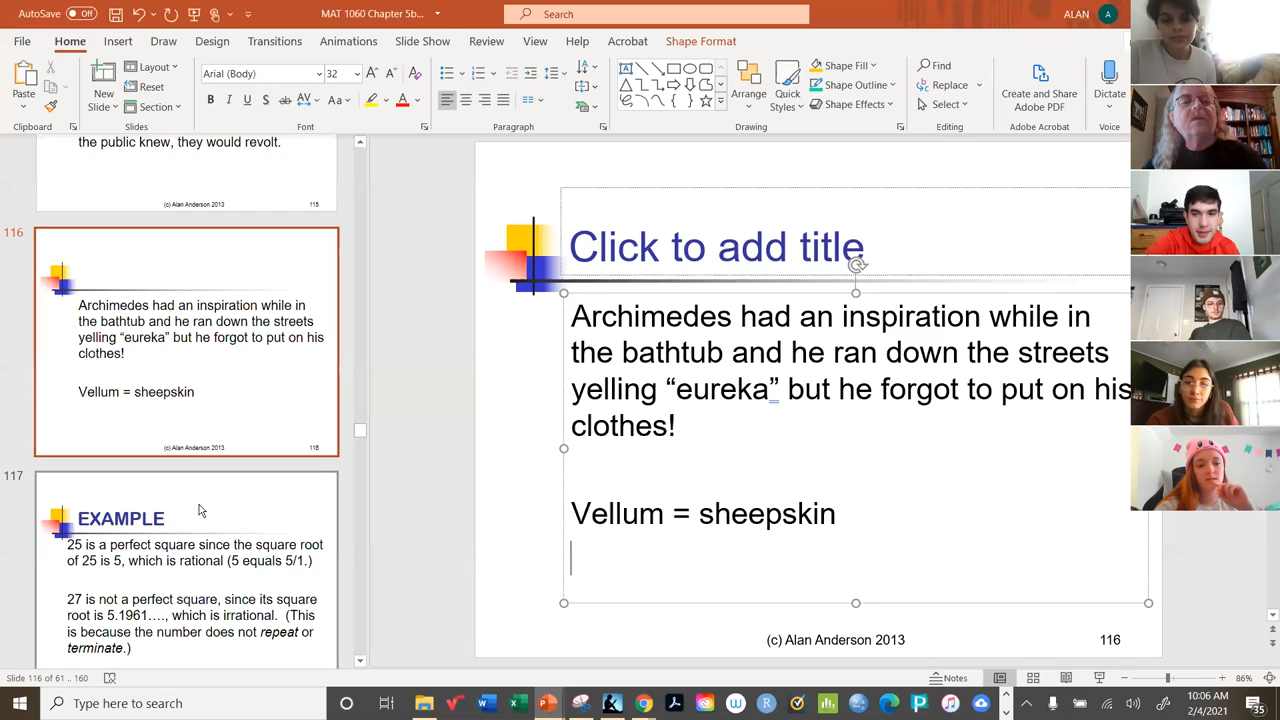 AutoSave Off MAT 1060 Chapter 5b... Search ALAN A
File Home Insert Draw Design Transitions Animations Slide Show Review View Help Acrobat Shape Format
Paste
Clipboard
New
Slide
Layout
Reset
Section
Slides
Arial (Body) 32
B I U S ab AV Aa A
Font
Paragraph
Arrange
Quick
Styles
Shape Fill
Shape Outline
Shape Effects
Drawing
Find
Replace
Select
Editing
Create and Share
Adobe PDF
Adobe Acrobat
Dictate
Voice
the public knew, they would revolt.
(c) Alan Anderson 2013 115
116
Archimedes had an inspiration while in
the bathtub and he ran down the streets
yelling “eureka” but he forgot to put on his
clothes!
Vellum = sheepskin
(c) Alan Anderson 2013 116
117
EXAMPLE
25 is a perfect square since the square root
of 25 is 5, which is rational (5 equals 5/1.)
27 is not a perfect square, since its square
root is 5.1961...., which is irrational. (This
is because the number does not repeat or
terminate.)
Click to add title
Archimedes had an inspiration while in
the bathtub and he ran down the streets
yelling “eureka” but he forgot to put on his
clothes!
Vellum = sheepskin
(c) Alan Anderson 2013 116
Slide 116 of 61 .. 160 Notes 86%
Type here to search
10:06 AM
2/4/2021
35